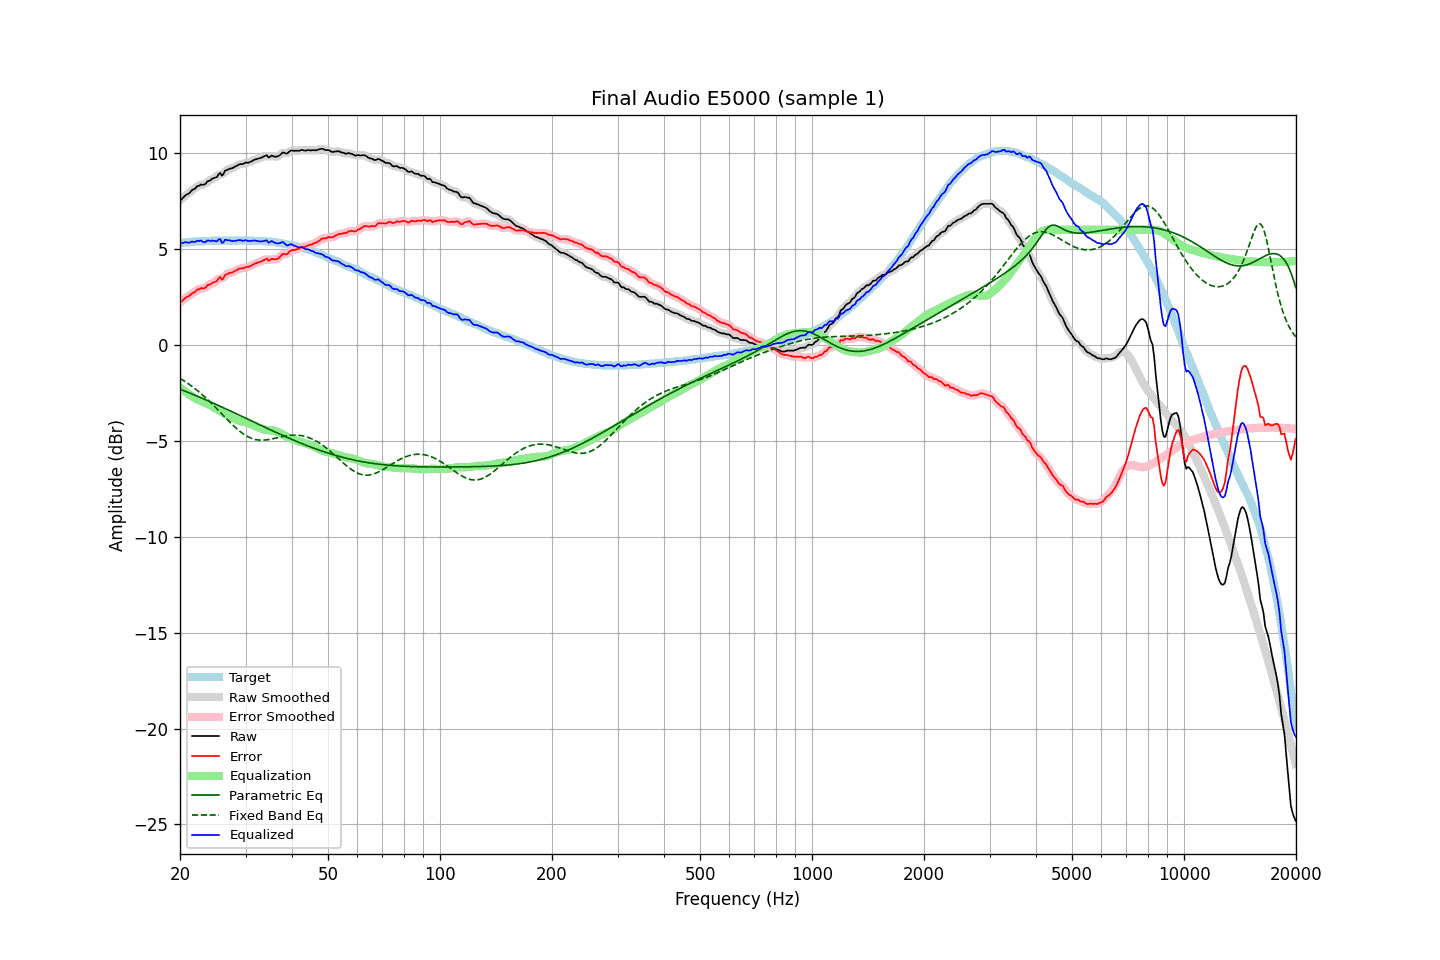 Final Audio E5000 (sample 1)
Amplitude (dBr)
10
5
0
−5
−10
−15
−20
−25
Target
Raw Smoothed
Error Smoothed
Raw
Error
Equalization
Parametric Eq
Fixed Band Eq
Equalized
20 50 100 200 500 1000 2000 5000 10000 20000
Frequency (Hz)